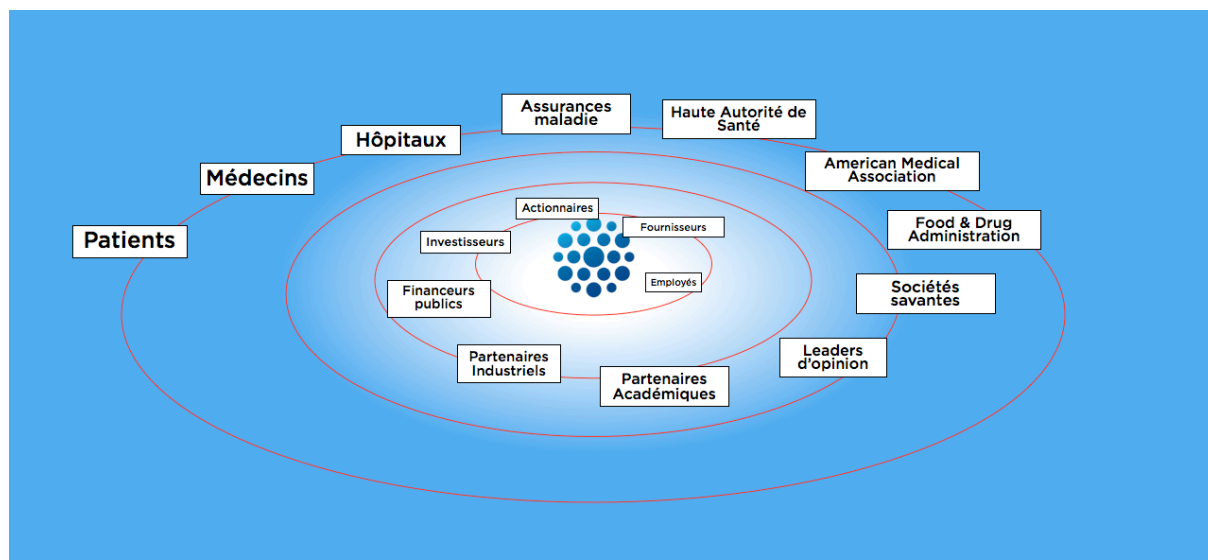 Assurances
maladie
Haute Autorité de
Santé
Hôpitaux
American Medical
Association
Médecins
Actionnaires
Fournisseurs
Food & Drug
Administration
Patients
Investisseurs
Employés
Financeurs
publics
Sociétés
savantes
Partenaires
Industriels
Leaders
d'opinion
Partenaires
Académiques